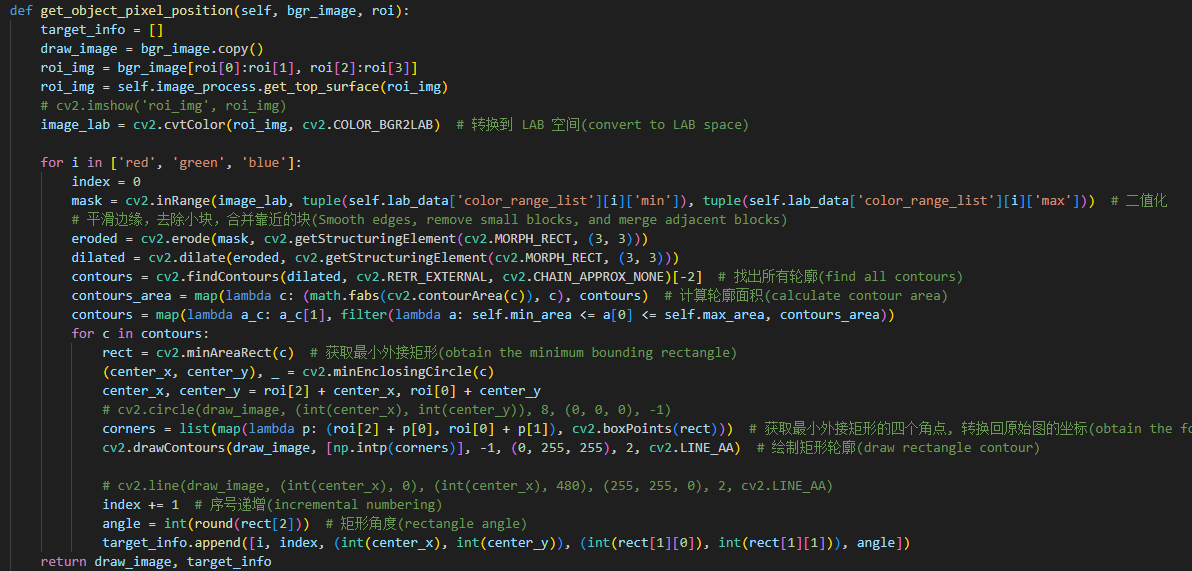 def get_object_pixel_position(self, bgr_image, roi):
    target_info = []
    draw_image = bgr_image.copy()
    roi_img = bgr_image[roi[0]:roi[1], roi[2]:roi[3]]
    roi_img = self.image_process.get_top_surface(roi_img)
    # cv2.imshow('roi_img', roi_img)
    image_lab = cv2.cvtColor(roi_img, cv2.COLOR_BGR2LAB)  # 转换到 LAB 空间(convert to LAB space)
    for i in ['red', 'green', 'blue']:
        index = 0
        mask = cv2.inRange(image_lab, tuple(self.lab_data['color_range_list'][i]['min']), tuple(self.lab_data['color_range_list'][i]['max']))  # 二值化
        # 平滑边缘，去除小块，合并靠近的块(Smooth edges, remove small blocks, and merge adjacent blocks)
        eroded = cv2.erode(mask, cv2.getStructuringElement(cv2.MORPH_RECT, (3, 3)))
        dilated = cv2.dilate(eroded, cv2.getStructuringElement(cv2.MORPH_RECT, (3, 3)))
        contours = cv2.findContours(dilated, cv2.RETR_EXTERNAL, cv2.CHAIN_APPROX_NONE)[-2]  # 找出所有轮廓(find all contours)
        contours_area = map(lambda c: (math.fabs(cv2.contourArea(c)), c), contours)  # 计算轮廓面积(calculate contour area)
        contours = map(lambda a_c: a_c[1], filter(lambda a: self.min_area <= a[0] <= self.max_area, contours_area))
        for c in contours:
            rect = cv2.minAreaRect(c)  # 获取最小外接矩形(obtain the minimum bounding rectangle)
            (center_x, center_y), _ = cv2.minEnclosingCircle(c)
            center_x, center_y = roi[2] + center_x, roi[0] + center_y
            # cv2.circle(draw_image, (int(center_x), int(center_y)), 8, (0, 0, 0), -1)
            corners = list(map(lambda p: (roi[2] + p[0], roi[0] + p[1]), cv2.boxPoints(rect)))  # 获取最小外接矩形的四个角点, 转换回原始图的坐标(obtain the
            cv2.drawContours(draw_image, [np.intp(corners)], -1, (0, 255, 255), 2, cv2.LINE_AA)  # 绘制矩形轮廓(draw rectangle contour)
            # cv2.line(draw_image, (int(center_x), 0), (int(center_x), 480), (255, 255, 0), 2, cv2.LINE_AA)
            index += 1  # 序号递增(incremental numbering)
            angle = int(round(rect[2]))  # 矩形角度(rectangle angle)
            target_info.append([i, index, (int(center_x), int(center_y)), (int(rect[1][0]), int(rect[1][1])), angle])
    return draw_image, target_info